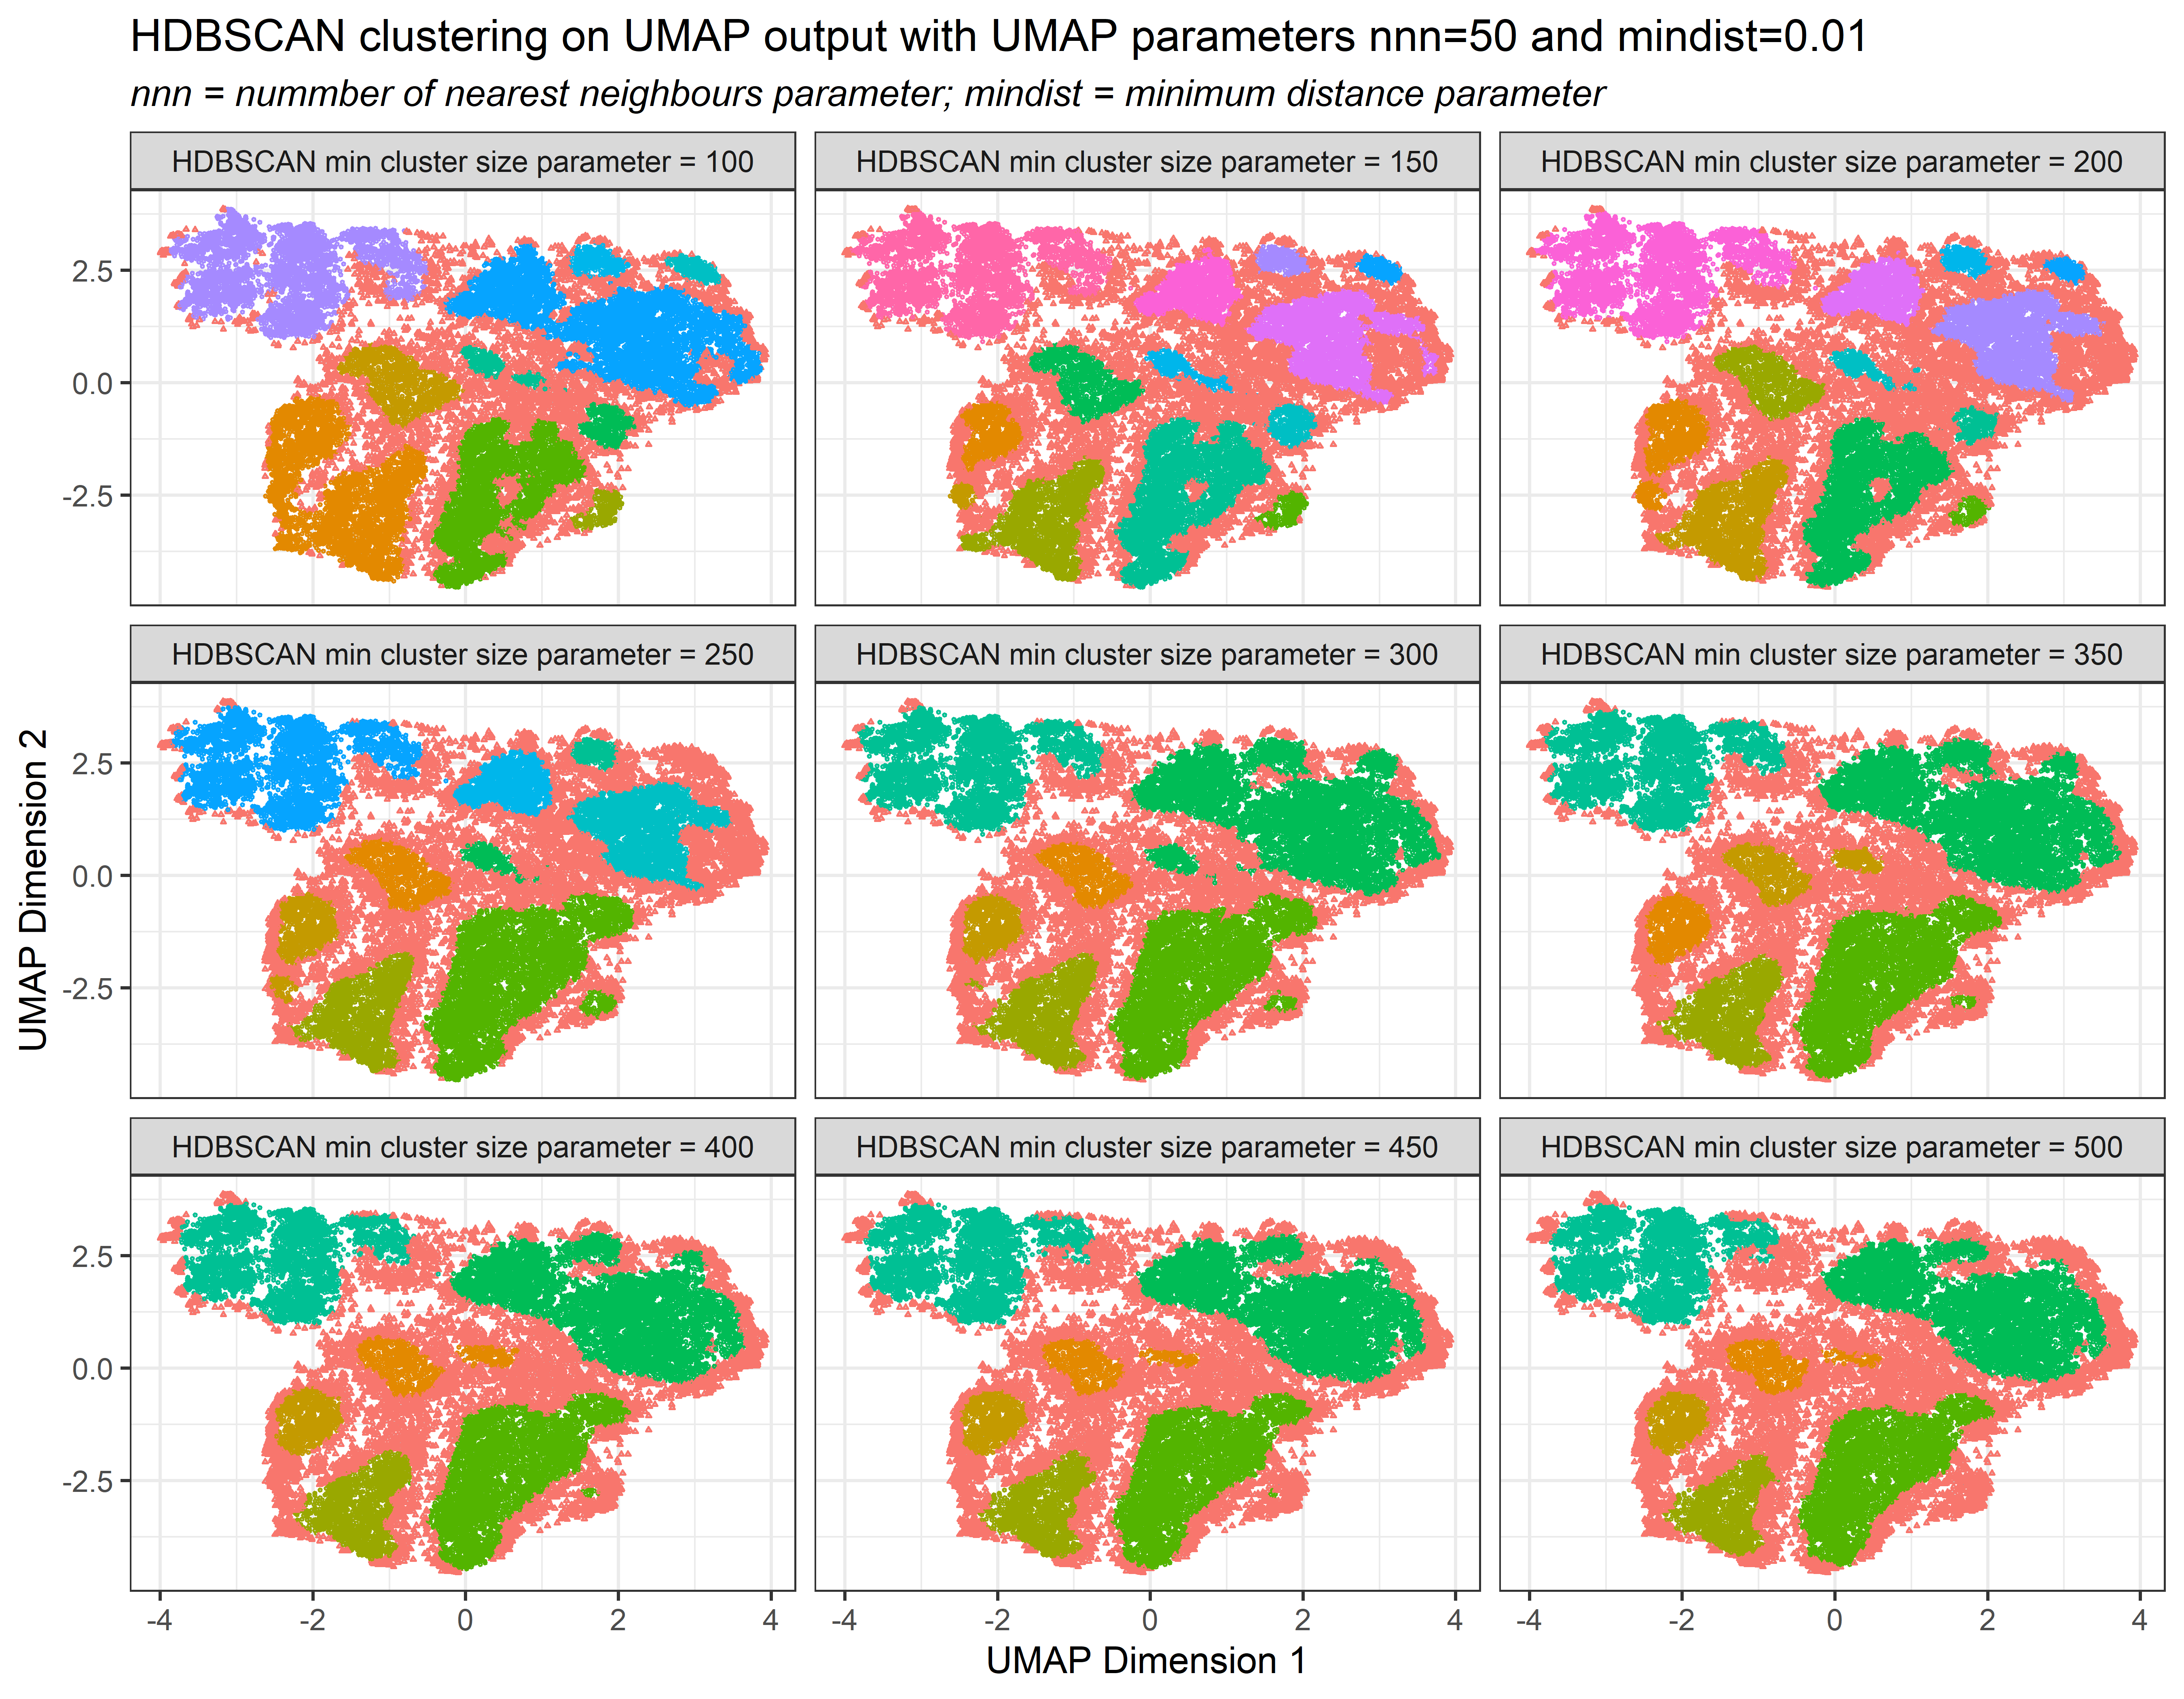 HDBSCAN clustering on UMAP output with UMAP parameters nnn=50 and mindist=0.01
nnn = nummber of nearest neighbours parameter; mindist = minimum distance parameter
HDBSCAN min cluster size parameter = 100
HDBSCAN min cluster size parameter = 150
HDBSCAN min cluster size parameter = 200
2.5
0.0
-2.5
HDBSCAN min cluster size parameter = 250
HDBSCAN min cluster size parameter = 300
HDBSCAN min cluster size parameter = 350
UMAP Dimension 2
2.5
0.0
-2.5
HDBSCAN min cluster size parameter = 400
HDBSCAN min cluster size parameter = 450
HDBSCAN min cluster size parameter = 500
2.5
0.0
-2.5
-4 -2 0 2 4
-4 -2 0 2 4
-4 -2 0 2 4
UMAP Dimension 1